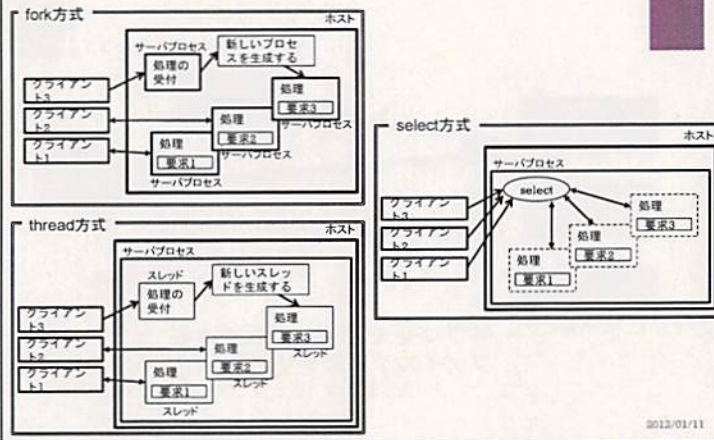 fork方式
ホスト
サーバプロセス
処理の
受付
新しいプロセ
スを生成する
クライアン
ト3
クライアン
ト2
クライアン
ト1
処理
要求3
サーバプロセス
処理
要求2
サーバプロセス
処理
要求1
サーバプロセス
thread方式
ホスト
サーバプロセス
スレッド
処理の
受付
新しいスレッ
ドを生成する
クライアン
ト3
クライアン
ト2
クライアン
ト1
処理
要求3
スレッド
処理
要求2
スレッド
処理
要求1
スレッド
select方式
ホスト
サーバプロセス
select
クライアン
ト3
クライアン
ト2
クライアン
ト1
処理
要求3
処理
要求2
処理
要求1
2012/01/11